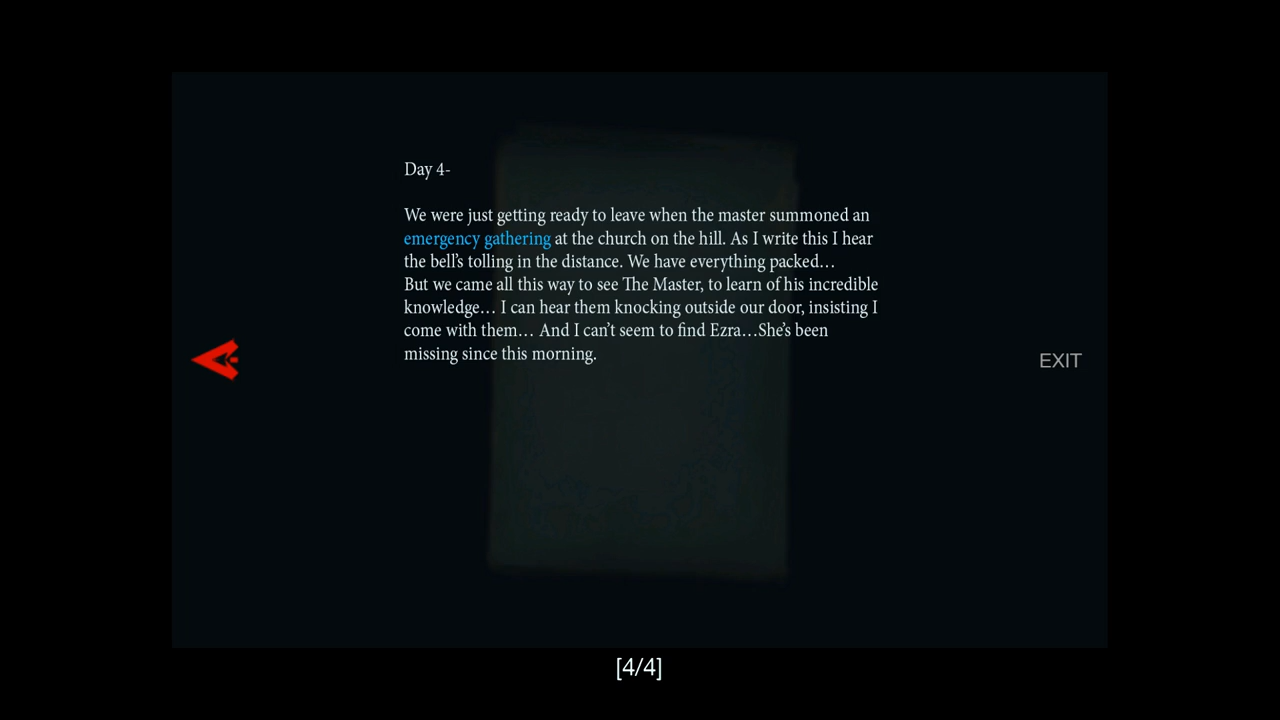 Day 4-
We were just getting ready to leave when the master summoned an
emergency gathering at the church on the hill. As I write this I hear
the bell's tolling in the distance. We have everything packed…
But we came all this way to see The Master, to learn of his incredible
knowledge… I can hear them knocking outside our door, insisting I
come with them… And I can't seem to find Ezra…She's been
missing since this morning.
EXIT
[4/4]